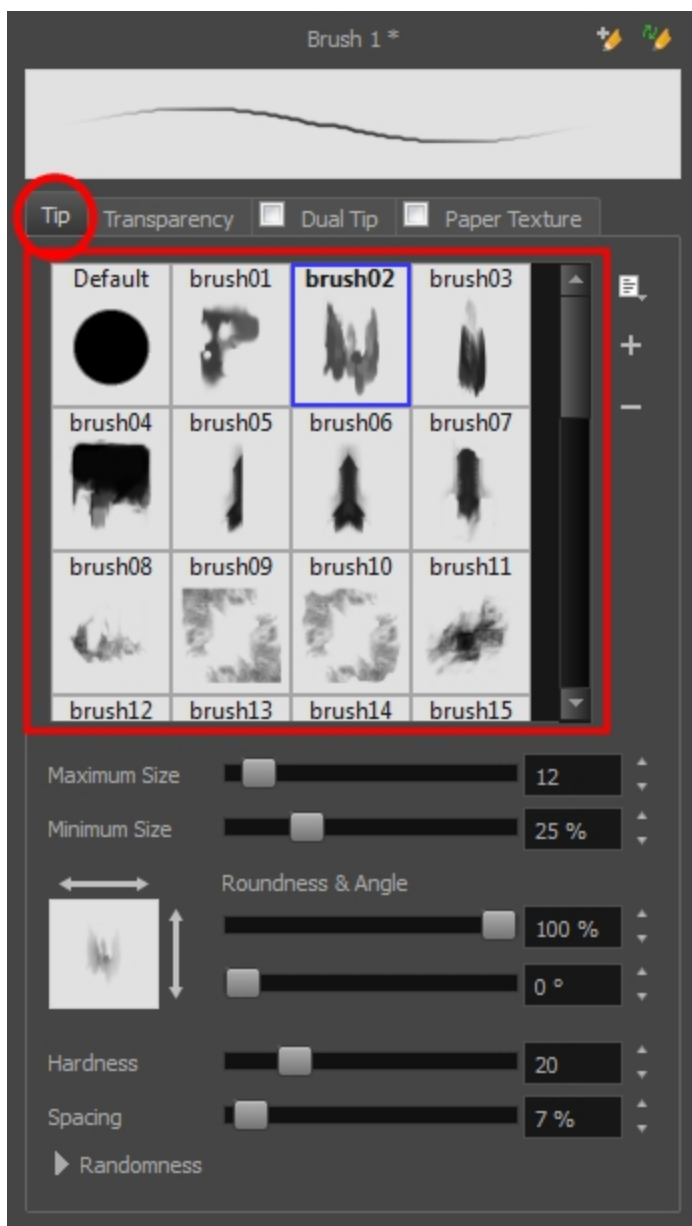 Brush 1 *
Tip Transparency Dual Tip Paper Texture
Default brush01 brush02 brush03
brush04 brush05 brush06 brush07
brush08 brush09 brush10 brush11
brush12 brush13 brush14 brush15
Maximum Size 12
Minimum Size 25 %
Roundness & Angle
100 %
0 °
Hardness 20
Spacing 7 %
Randomness